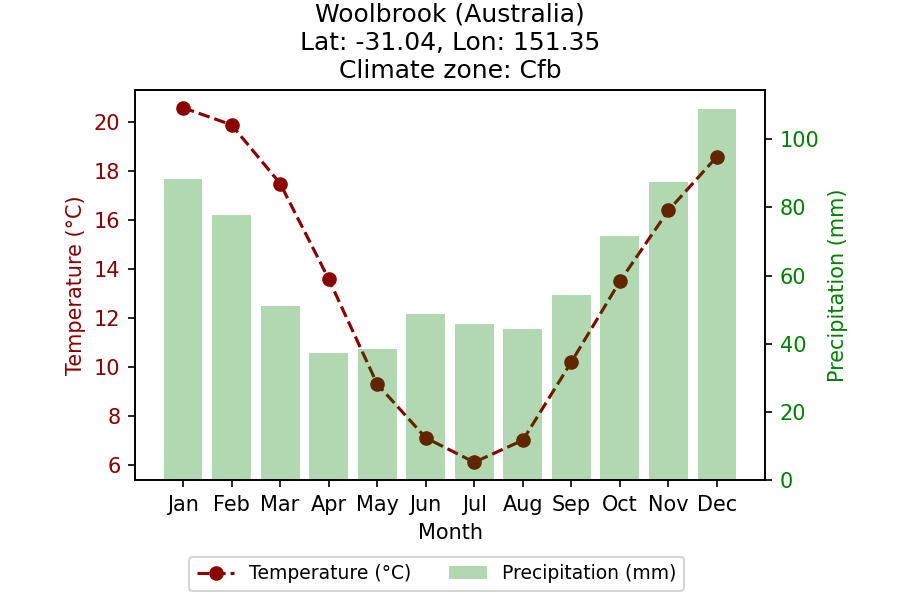 Woolbrook (Australia)
Lat: -31.04, Lon: 151.35
Climate zone: Cfb
Temperature (°C)
20
18
16
14
12
10
8
6
100
80
60
40
20
0
Precipitation (mm)
Jan Feb Mar Apr May Jun Jul Aug Sep Oct Nov Dec
Month
Temperature (°C) Precipitation (mm)